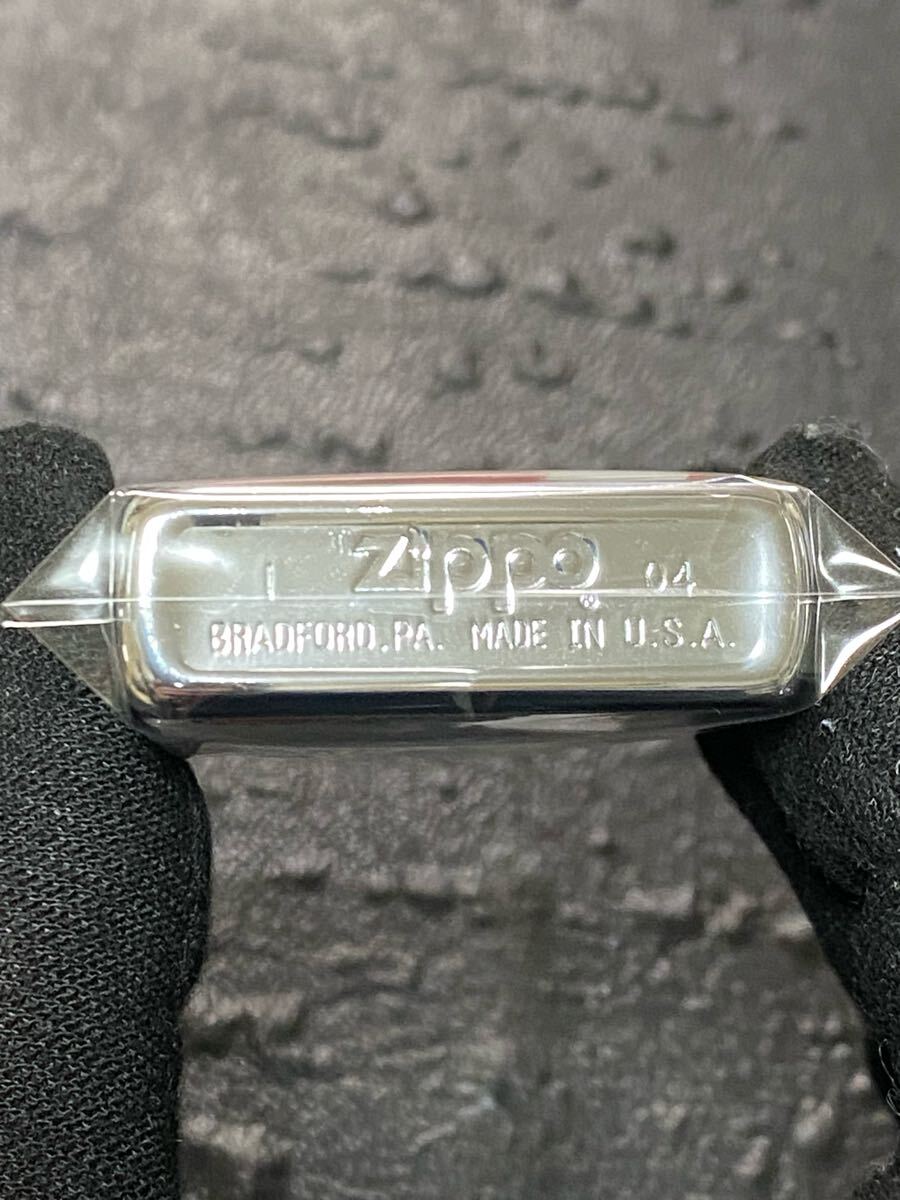 I Zippo ® 04
BRADFORD.PA. MADE IN U.S.A.